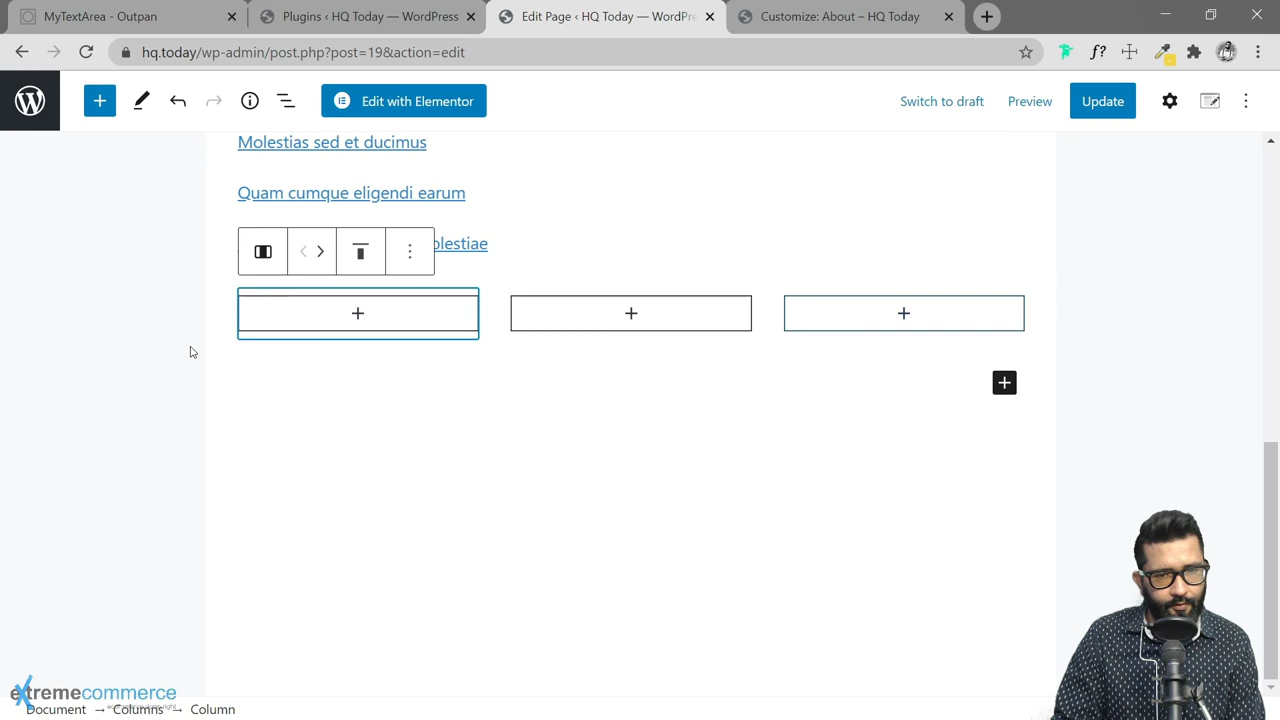 MyTextArea - Outpan
Plugins ‹ HQ Today — WordPress
Edit Page ‹ HQ Today — WordPre
Customize: About – HQ Today
hq.today/wp-admin/post.php?post=19&action=edit
f?
Edit with Elementor
Switch to draft
Preview
Update
Molestias sed et ducimus
Quam cumque eligendi earum
olestiae
extremecommerce
Document → Columns → Column